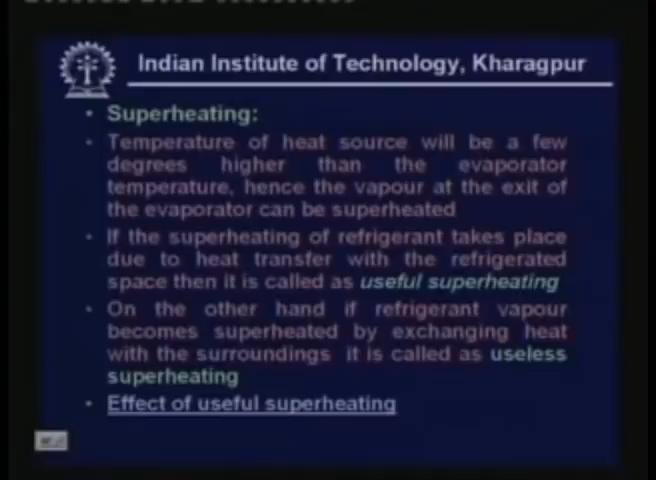 Indian Institute of Technology, Kharagpur
• Superheating:
• Temperature of heat source will be a few
degrees higher than the evaporator
temperature, hence the vapour at the exit of
the evaporator can be superheated
• If the superheating of refrigerant takes place
due to heat transfer with the refrigerated
space then it is called as useful superheating
• On the other hand if refrigerant vapour
becomes superheated by exchanging heat
with the surroundings it is called as useless
superheating
• Effect of useful superheating